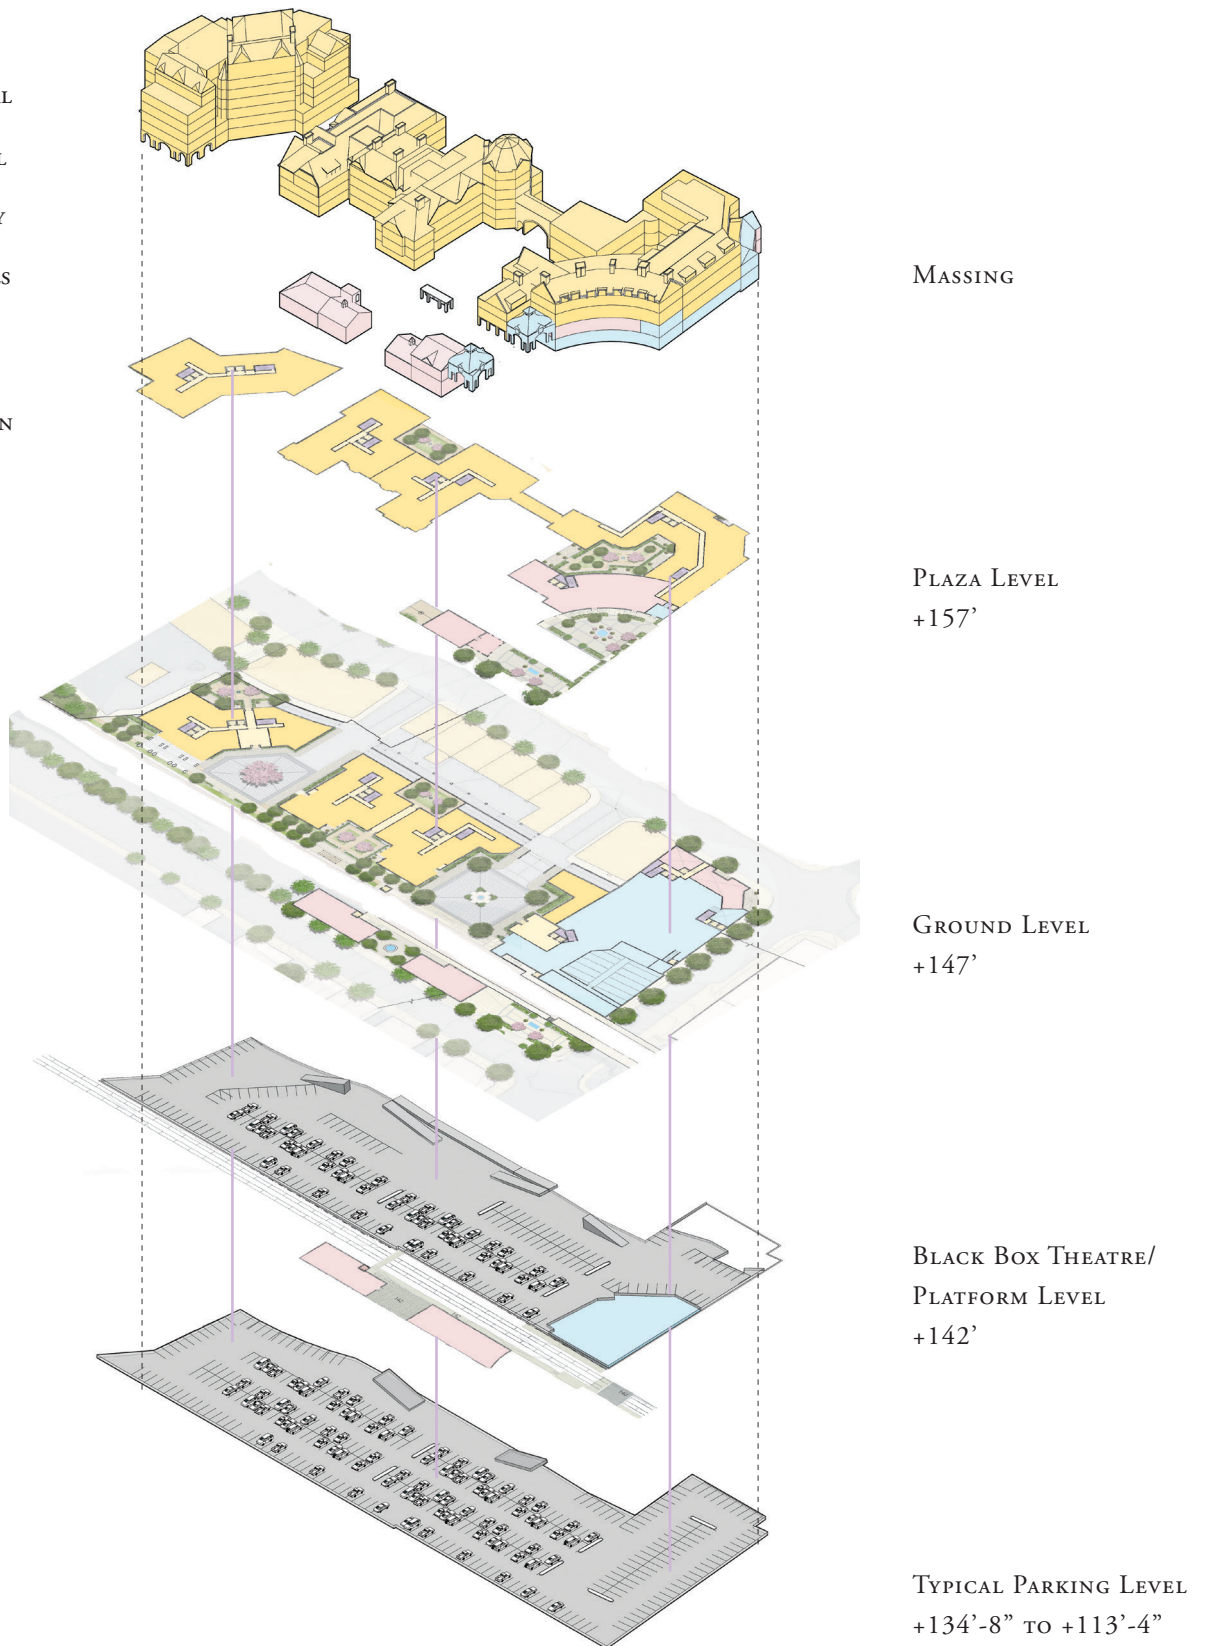 Massing
Plaza Level
+157’
Ground Level
+147’
Black Box Theatre/
Platform Level
+142’
Typical Parking Level
+134’-8” to +113’-4”